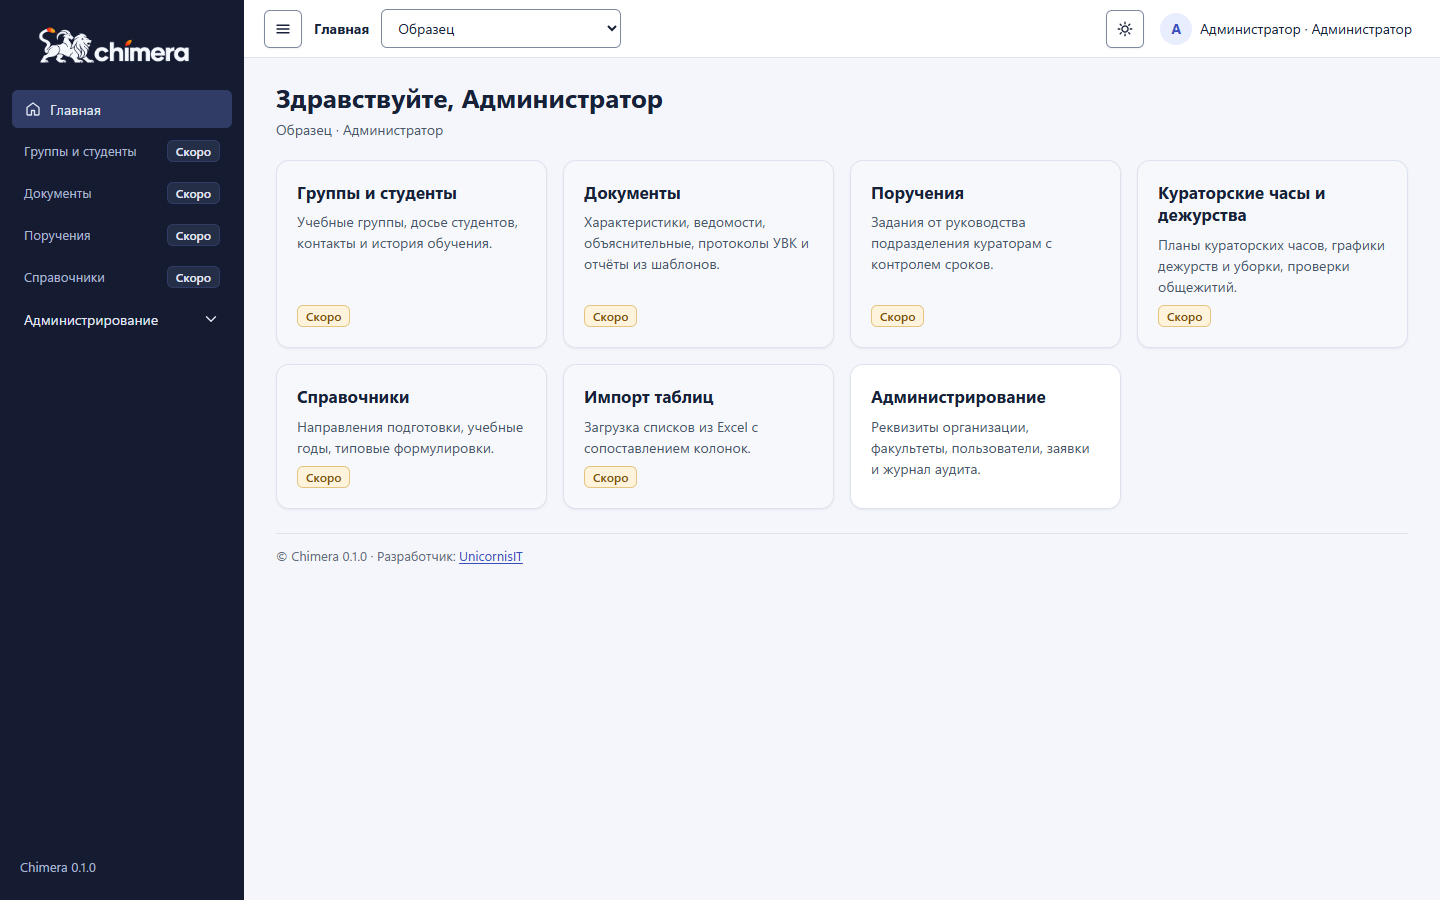 chimera
Главная
Группы и студенты Скоро
Документы Скоро
Поручения Скоро
Справочники Скоро
Администрирование
Chimera 0.1.0
Главная Образец
А Администратор · Администратор
Здравствуйте, Администратор
Образец · Администратор
Группы и студенты
Учебные группы, досье студентов,
контакты и история обучения.
Скоро
Документы
Характеристики, ведомости,
объяснительные, протоколы УВК и
отчёты из шаблонов.
Скоро
Поручения
Задания от руководства
подразделения кураторам с
контролем сроков.
Скоро
Кураторские часы и
дежурства
Планы кураторских часов, графики
дежурств и уборки, проверки
общежитий.
Скоро
Справочники
Направления подготовки, учебные
годы, типовые формулировки.
Скоро
Импорт таблиц
Загрузка списков из Excel с
сопоставлением колонок.
Скоро
Администрирование
Реквизиты организации,
факультеты, пользователи, заявки
и журнал аудита.
© Chimera 0.1.0 · Разработчик: UnicornisIT